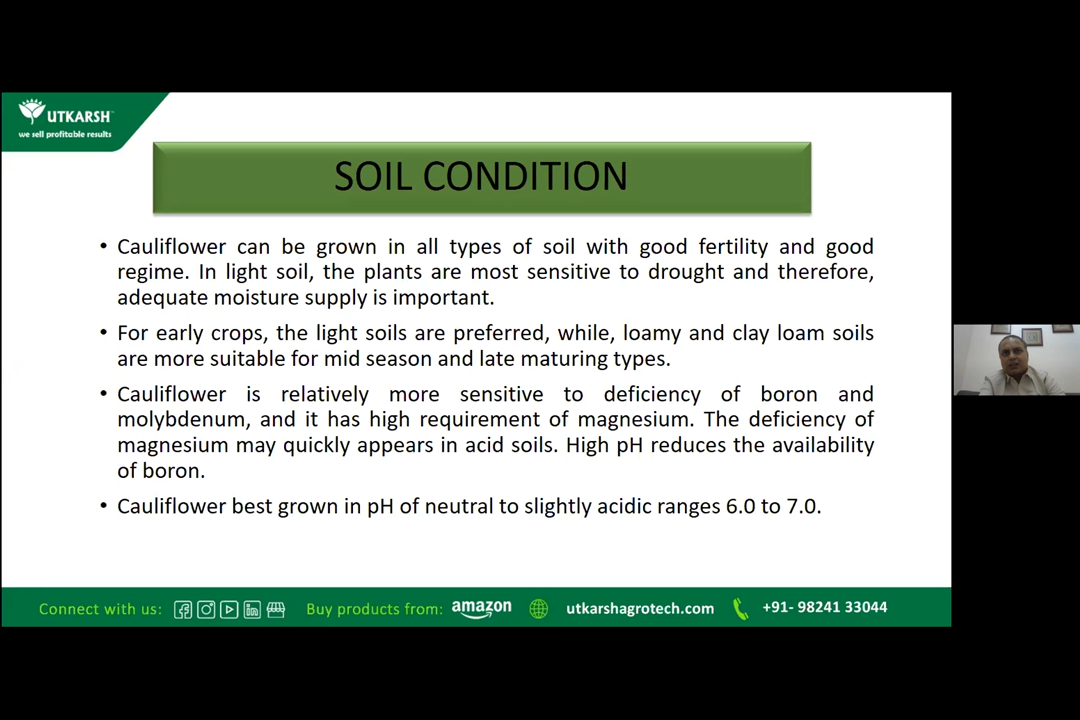 UTKARSH
we sell profitable results
SOIL CONDITION
• Cauliflower can be grown in all types of soil with good fertility and good
regime. In light soil, the plants are most sensitive to drought and therefore,
adequate moisture supply is important.
• For early crops, the light soils are preferred, while, loamy and clay loam soils
are more suitable for mid season and late maturing types.
• Cauliflower is relatively more sensitive to deficiency of boron and
molybdenum, and it has high requirement of magnesium. The deficiency of
magnesium may quickly appears in acid soils. High pH reduces the availability
of boron.
• Cauliflower best grown in pH of neutral to slightly acidic ranges 6.0 to 7.0.
Connect with us: Buy products from: amazon utkarshagrotech.com +91- 98241 33044